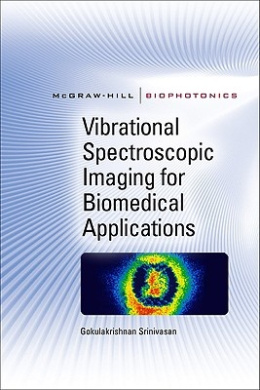 McGRAW-HILL | BIOPHOTONICS
Vibrational
Spectroscopic
Imaging for
Biomedical
Applications
Gokulakrishnan Srinivasan